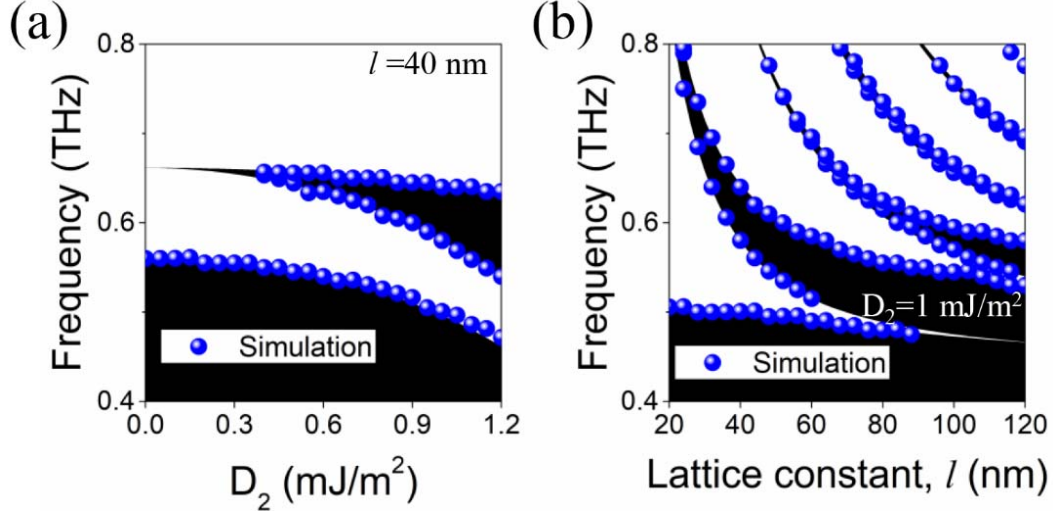 (a)
0.8
0.6
0.4
Frequency (THz)
l =40 nm
Simulation
0.0 0.3 0.6 0.9 1.2
D₂ (mJ/m²)
(b)
0.8
0.6
0.4
Frequency (THz)
D₂=1 mJ/m²
Simulation
20 40 60 80 100 120
Lattice constant, l (nm)